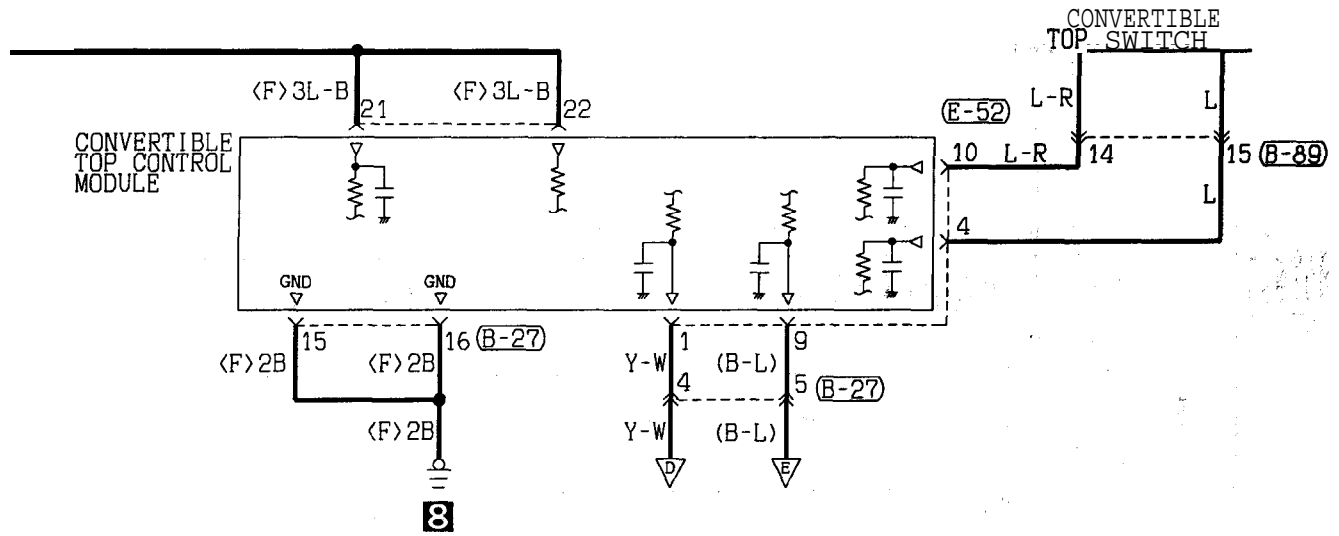 CONVERTIBLE
TOP SWITCH
<F>3L-B
<F>3L-B
L-R
L
21
22
(E-52)
CONVERTIBLE
TOP CONTROL
MODULE
10
L-R
14
15
(B-89)
L
4
GND
GND
15
16
(B-27)
1
9
<F>2B
<F>2B
Y-W
(B-L)
4
5
(B-27)
<F>2B
Y-W
(B-L)
D
E
8